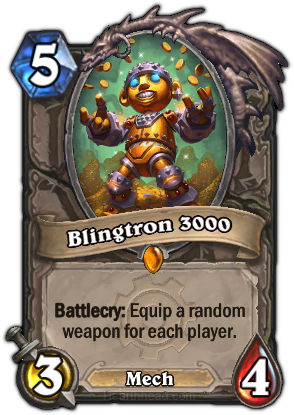 5
Blingtron 3000
Battlecry: Equip a random
weapon for each player.
3
Mech
4